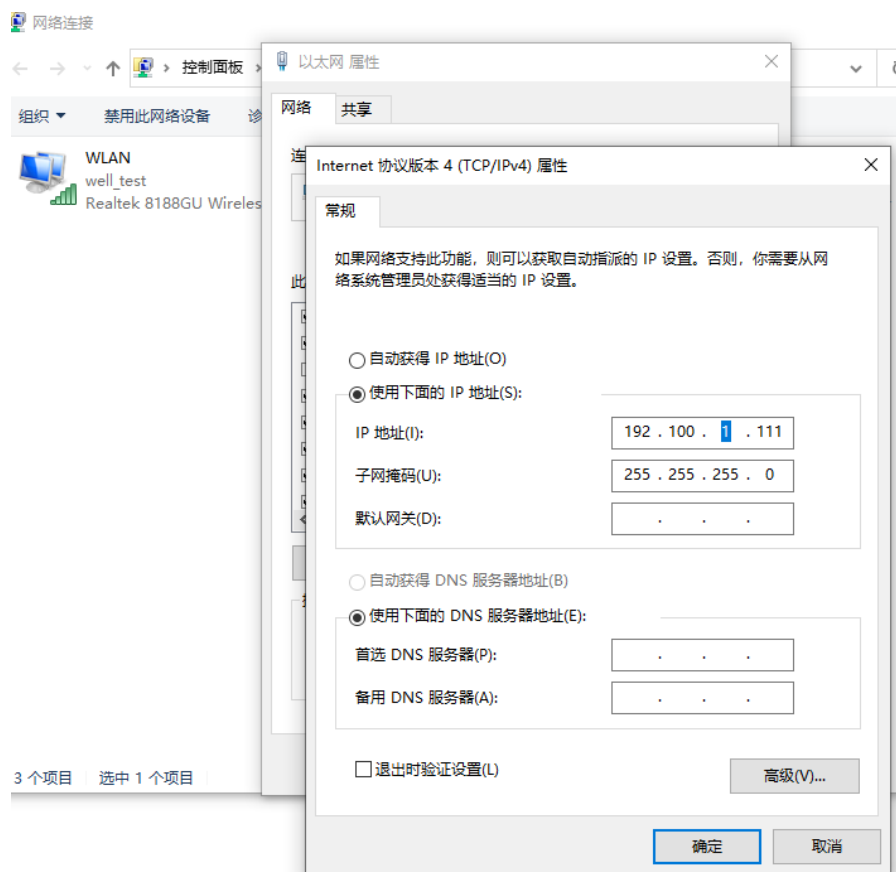 网络连接
控制面板
以太网 属性
组织
禁用此网络设备
诊
网络
共享
WLAN
well_test
Realtek 8188GU Wireles
连
此
Internet 协议版本 4 (TCP/IPv4) 属性
常规
如果网络支持此功能，则可以获取自动指派的 IP 设置。否则，你需要从网
络系统管理员处获得适当的 IP 设置。
自动获得 IP 地址(O)
使用下面的 IP 地址(S):
IP 地址(I):
192 . 100 . 1 . 111
子网掩码(U):
255 . 255 . 255 . 0
默认网关(D):
. . .
自动获得 DNS 服务器地址(B)
使用下面的 DNS 服务器地址(E):
首选 DNS 服务器(P):
. . .
备用 DNS 服务器(A):
. . .
退出时验证设置(L)
高级(V)...
3 个项目
选中 1 个项目
确定
取消